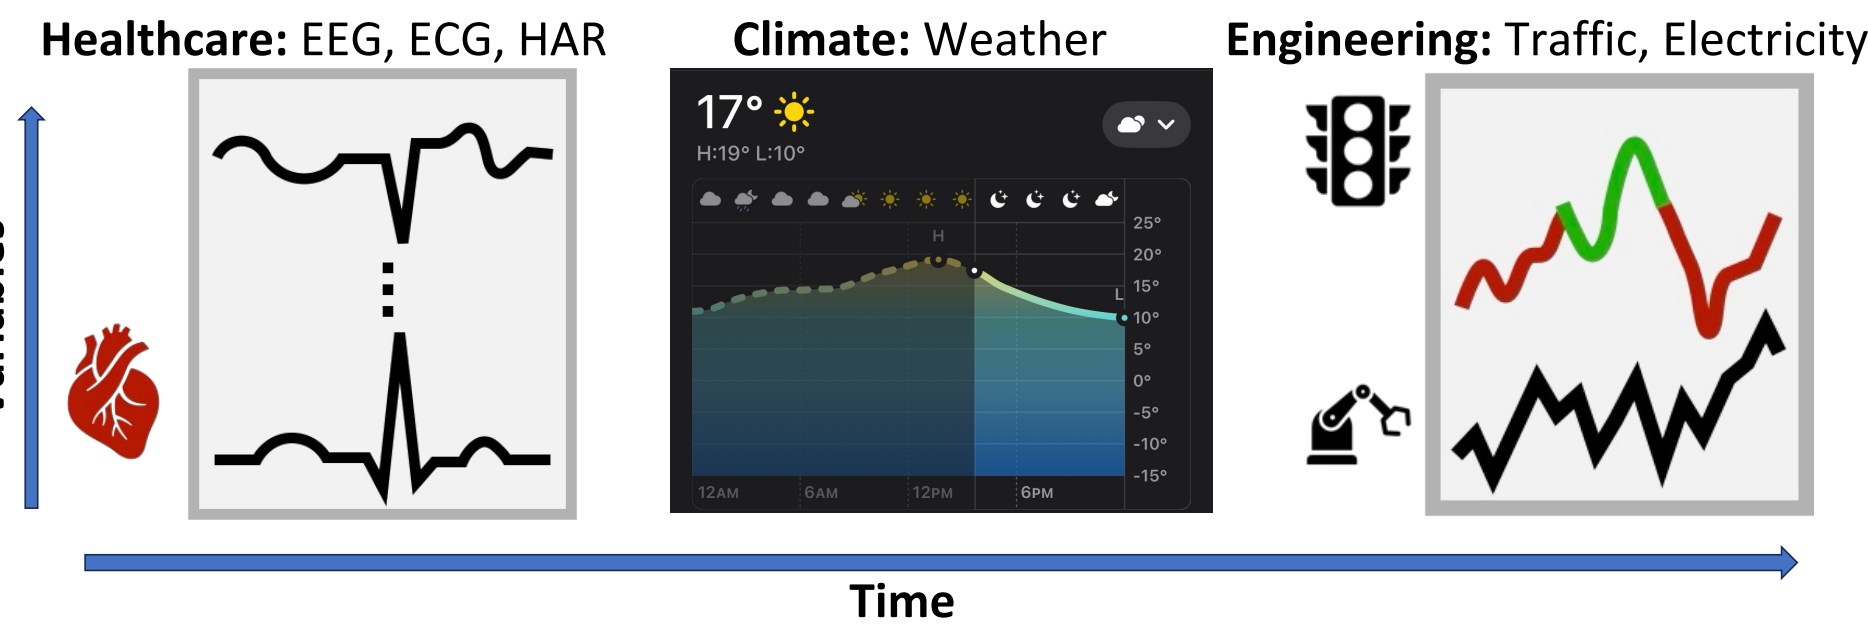 Healthcare: EEG, ECG, HAR
Climate: Weather
Engineering: Traffic, Electricity
17°
H:19° L:10°
H
L
25°
20°
15°
10°
5°
0°
-5°
-10°
-15°
12AM
6AM
12PM
6PM
Time